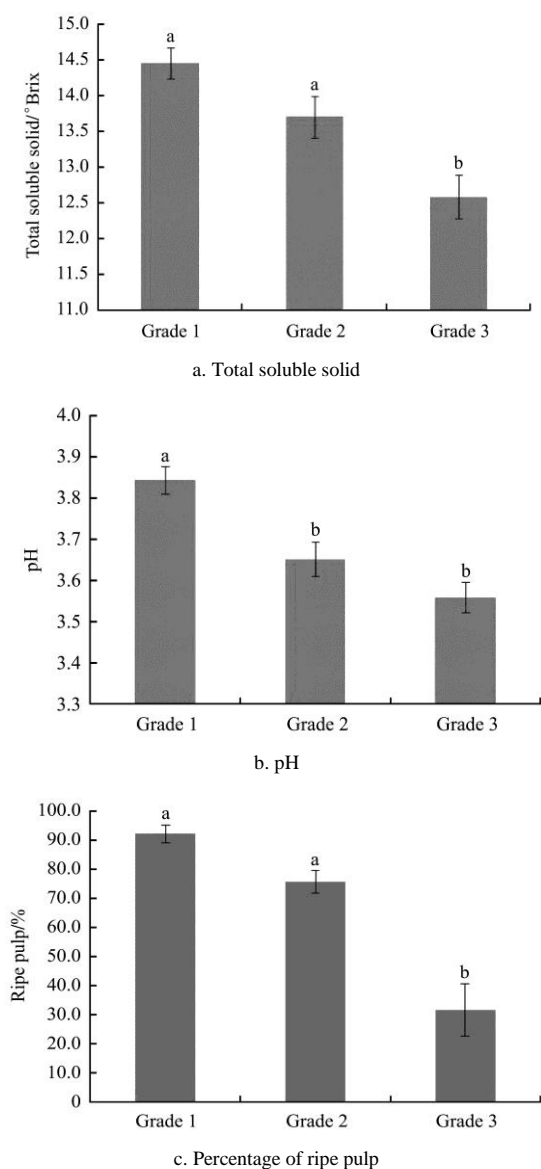 Total soluble solid/°Brix
15.0
14.5
14.0
13.5
13.0
12.5
12.0
11.5
11.0
a
a
b
Grade 1 Grade 2 Grade 3
a. Total soluble solid
pH
4.0
3.9
3.8
3.7
3.6
3.5
3.4
3.3
a
b
b
Grade 1 Grade 2 Grade 3
b. pH
Ripe pulp/%
100.0
90.0
80.0
70.0
60.0
50.0
40.0
30.0
20.0
10.0
0
a
a
b
Grade 1 Grade 2 Grade 3
c. Percentage of ripe pulp